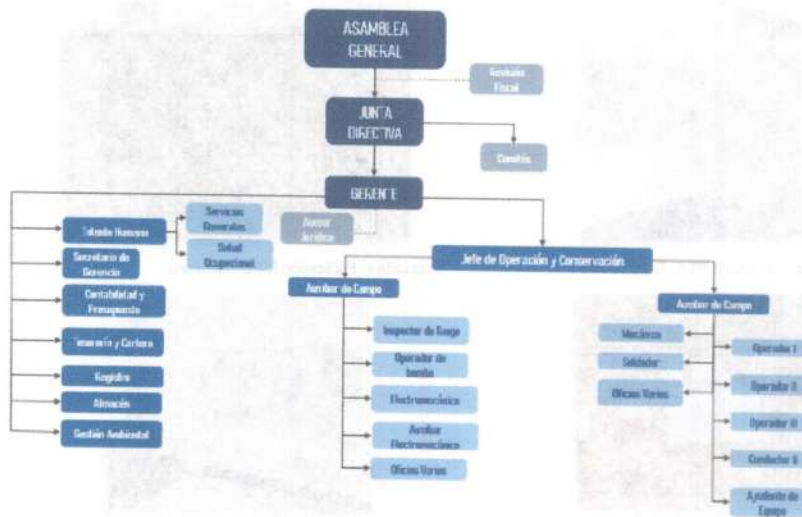 ASAMBLEA
GENERAL
Revisión
Fiscal
JUNTA
DIRECTIVA
Comités
GERENTE
Servicios
Generales
Talento Humano
Asesor
Jurídico
Salud
Ocupacional
Secretaria de
Gerencia
Jefe de Operación y Conservación
Contabilidad y
Presupuesto
Auxiliar de Campo
Auxiliar de Campo
Tesorería y Cartera
Inspector de Riego
Mecánico
Operador I
Operador de
bomba
Soldador
Registro
Operador II
Oficios Varios
Almacén
Electromecánico
Operador III
Gestión Ambiental
Auxiliar
Electromecánico
Conductor II
Oficios Varios
Ayudante de
Equipo